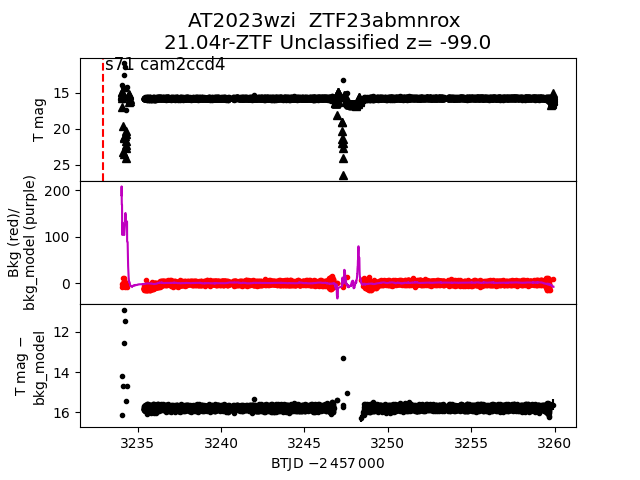 AT2023wzi  ZTF23abmnrox
21.04r-ZTF Unclassified z= -99.0
s71 cam2ccd4
T mag
15
20
25
Bkg (red)/
bkg_model (purple)
200
100
0
T mag −
bkg_model
12
14
16
3235 3240 3245 3250 3255 3260
BTJD −2 457 000